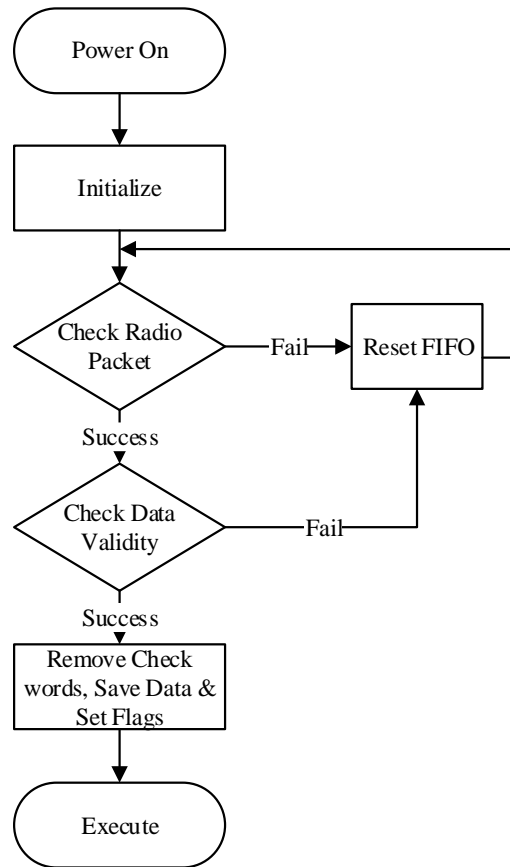 Power On
Initialize
Check Radio
Packet
Fail
Reset FIFO
Success
Check Data
Validity
Fail
Success
Remove Check
words, Save Data &
Set Flags
Execute